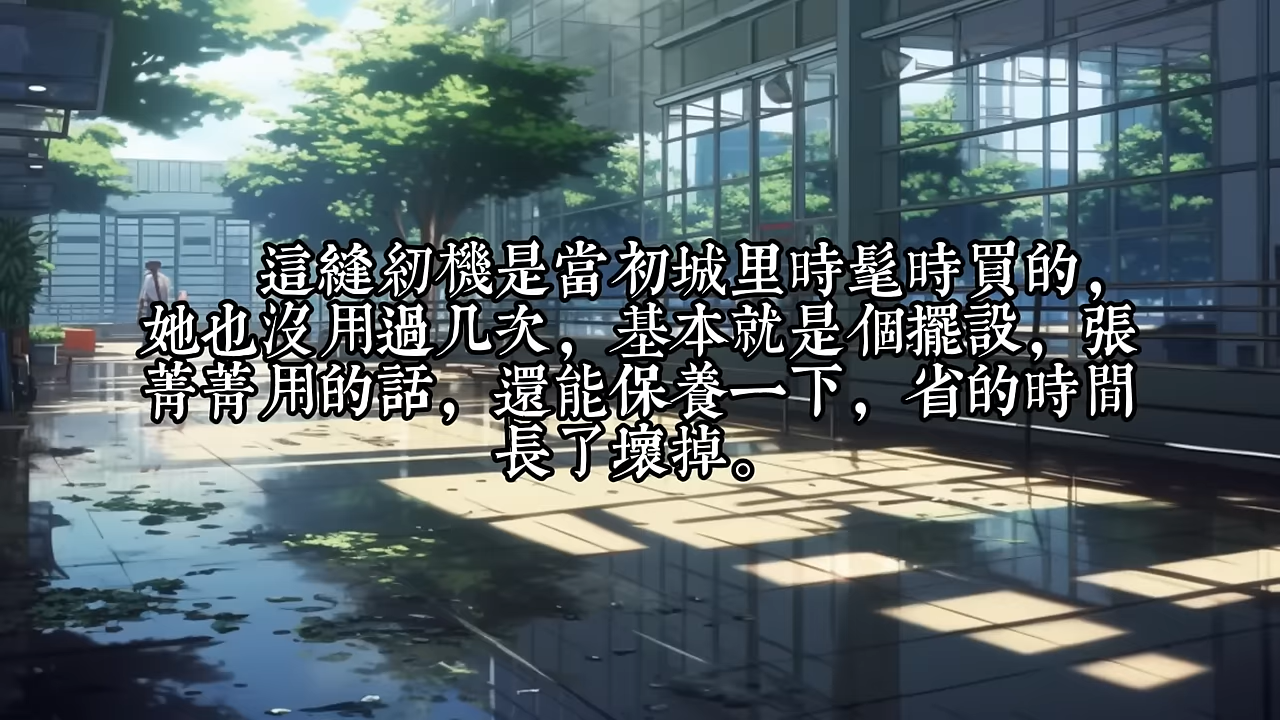 這縫紉機是當初城里時髦時買的，
她也沒用過几次，基本就是個擺設，張
菁菁用的話，還能保養一下，省的時間
長了壞掉。